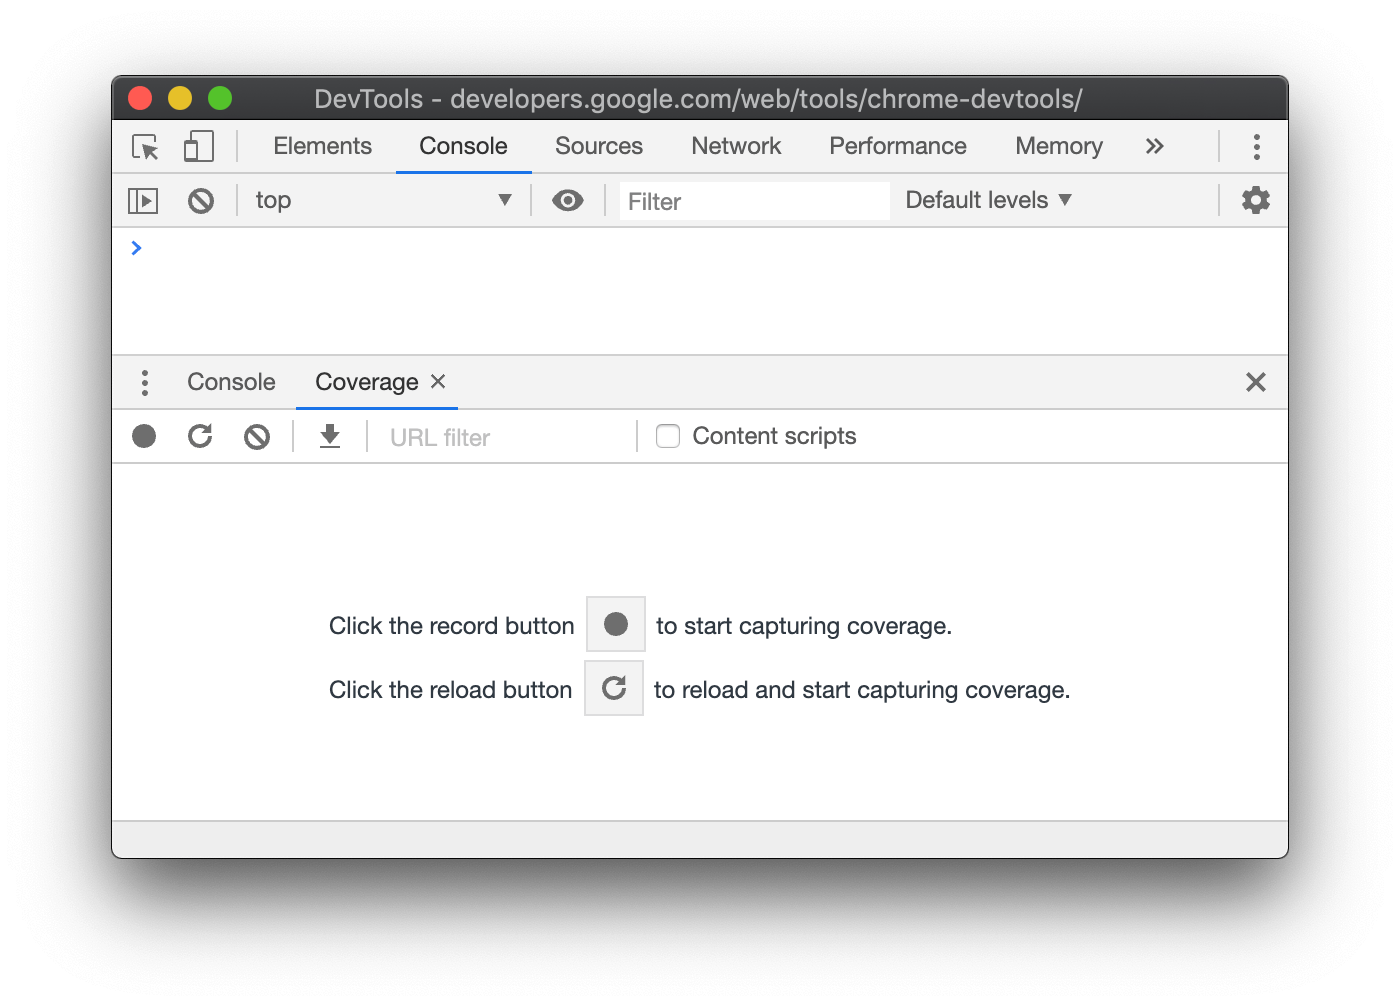 DevTools - developers.google.com/web/tools/chrome-devtools/
Elements Console Sources Network Performance Memory
top Filter Default levels
Console Coverage
URL filter Content scripts
Click the record button to start capturing coverage.
Click the reload button to reload and start capturing coverage.